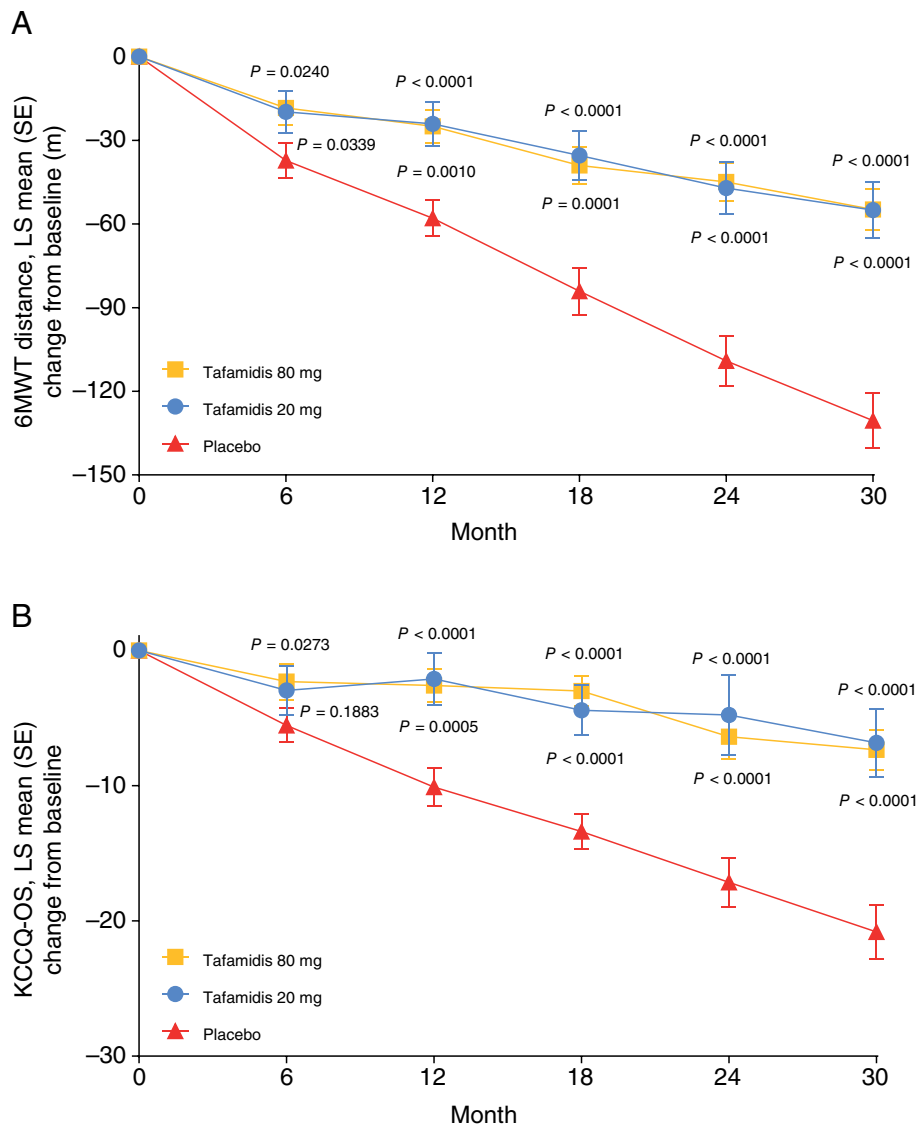 A
6MWT distance, LS mean (SE)
change from baseline (m)
0
−30
−60
−90
−120
−150
P = 0.0240
P < 0.0001
P < 0.0001
P < 0.0001
P < 0.0001
P = 0.0339
P = 0.0010
P = 0.0001
P < 0.0001
P < 0.0001
Tafamidis 80 mg
Tafamidis 20 mg
Placebo
0 6 12 18 24 30
Month
B
KCCQ-OS, LS mean (SE)
change from baseline
0
−10
−20
−30
P = 0.0273
P < 0.0001
P < 0.0001
P < 0.0001
P < 0.0001
P = 0.1883
P = 0.0005
P < 0.0001
P < 0.0001
P < 0.0001
Tafamidis 80 mg
Tafamidis 20 mg
Placebo
0 6 12 18 24 30
Month